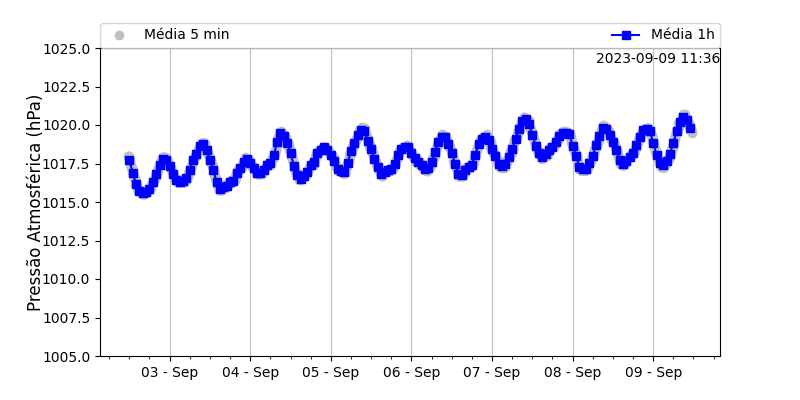 Média 5 min
Média 1h
2023-09-09 11:36
Pressão Atmosférica (hPa)
1025.0
1022.5
1020.0
1017.5
1015.0
1012.5
1010.0
1007.5
1005.0
03 - Sep
04 - Sep
05 - Sep
06 - Sep
07 - Sep
08 - Sep
09 - Sep